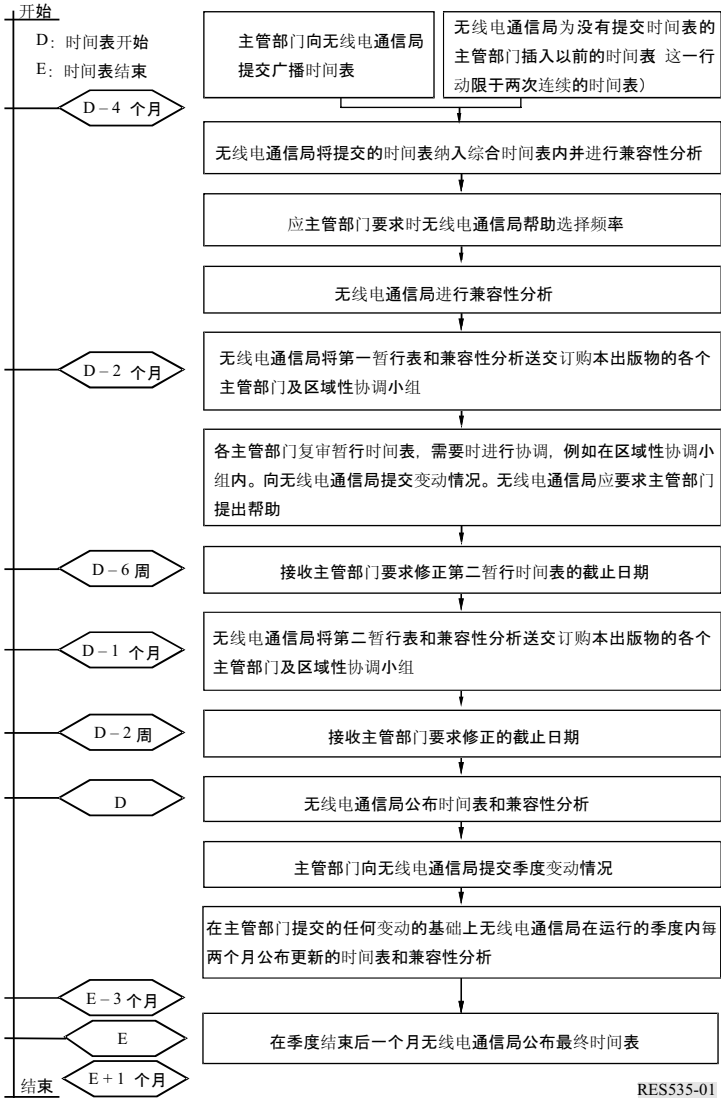 开始
D：时间表开始
E：时间表结束
主管部门向无线电通信局
提交广播时间表
无线电通信局为没有提交时间表的
主管部门插入以前的时间表 这一行
动限于两次连续的时间表）
D – 4 个月
无线电通信局将提交的时间表纳入综合时间表内并进行兼容性分析
应主管部门要求时无线电通信局帮助选择频率
无线电通信局进行兼容性分析
D – 2 个月
无线电通信局将第一暂行表和兼容性分析送交订购本出版物的各个
主管部门及区域性协调小组
各主管部门复审暂行时间表，需要时进行协调，例如在区域性协调小
组内。向无线电通信局提交变动情况。无线电通信局应要求主管部门
提出帮助
D – 6 周
接收主管部门要求修正第二暂行时间表的截止日期
D – 1 个月
无线电通信局将第二暂行表和兼容性分析送交订购本出版物的各个
主管部门及区域性协调小组
D – 2 周
接收主管部门要求修正的截止日期
D
无线电通信局公布时间表和兼容性分析
主管部门向无线电通信局提交季度变动情况
在主管部门提交的任何变动的基础上无线电通信局在运行的季度内每
两个月公布更新的时间表和兼容性分析
E – 3 个月
E
在季度结束后一个月无线电通信局公布最终时间表
E + 1 个月
结束
RES535-01